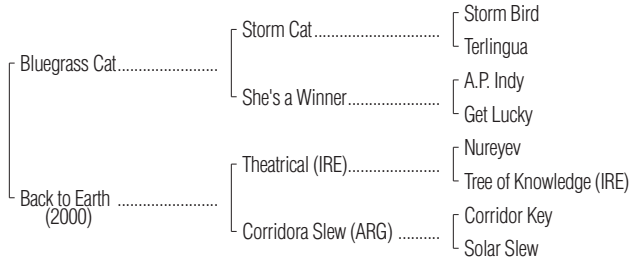 Storm Bird
Storm Cat....................
Terlingua
Bluegrass Cat................
A.P. Indy
She's a Winner...............
Get Lucky
Nureyev
Theatrical (IRE)...............
Tree of Knowledge (IRE)
Back to Earth ................
(2000)
Corridor Key
Corridora Slew (ARG) ..........
Solar Slew